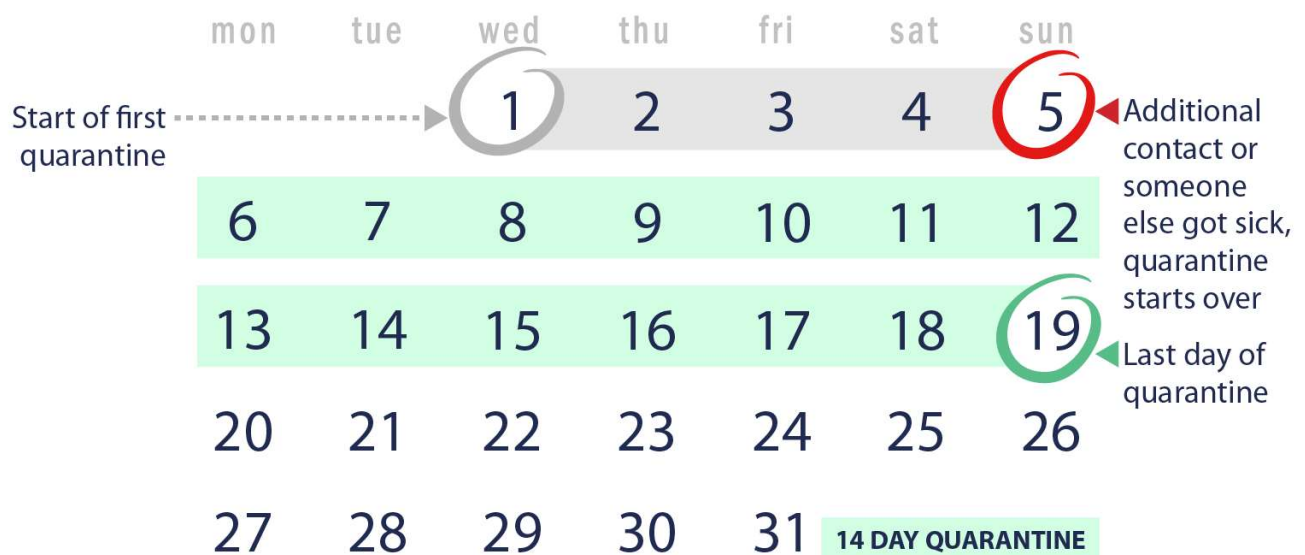 mon tue wed thu fri sat sun
Start of first
quarantine
1 2 3 4 5
Additional
contact or
someone
else got sick,
quarantine
starts over
6 7 8 9 10 11 12
13 14 15 16 17 18 19
Last day of
quarantine
20 21 22 23 24 25 26
27 28 29 30 31
14 DAY QUARANTINE